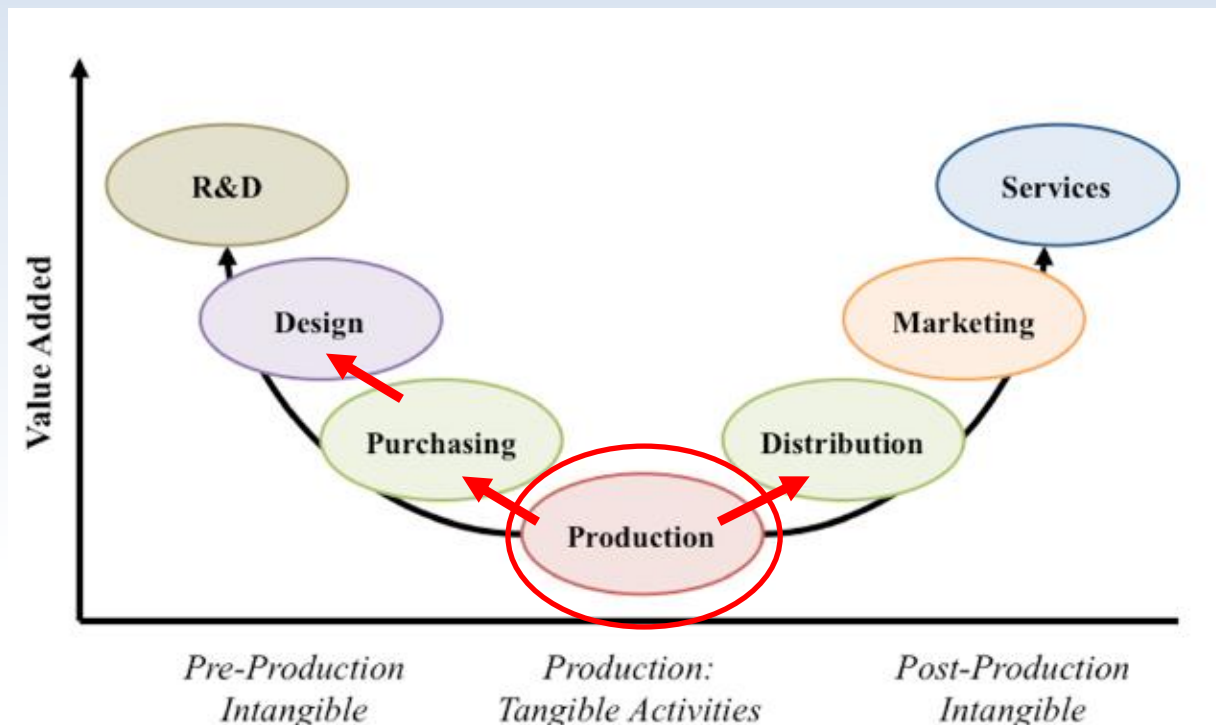 R&D
Services
Design
Marketing
Value Added
Purchasing
Distribution
Production
Pre-Production
Intangible
Production:
Tangible Activities
Post-Production
Intangible